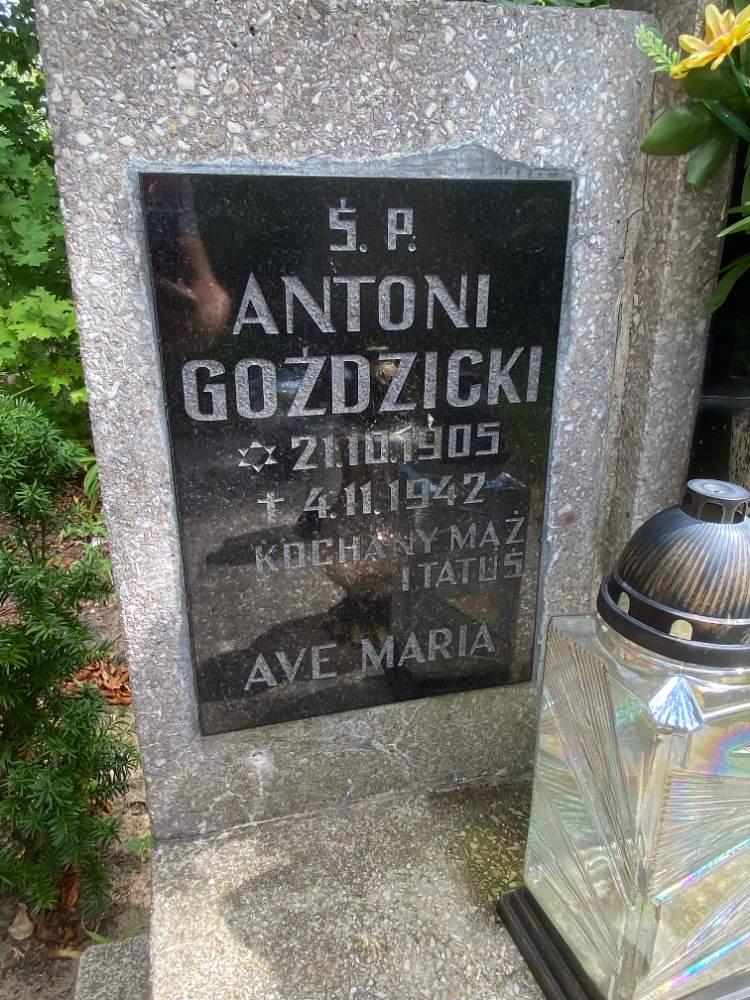 Ś. P.
ANTONI
GOŹDZICKI
✡ 21.10.1905
✝ 4.11.1942
KOCHANY MĄŻ
I TATUŚ
AVE MARIA